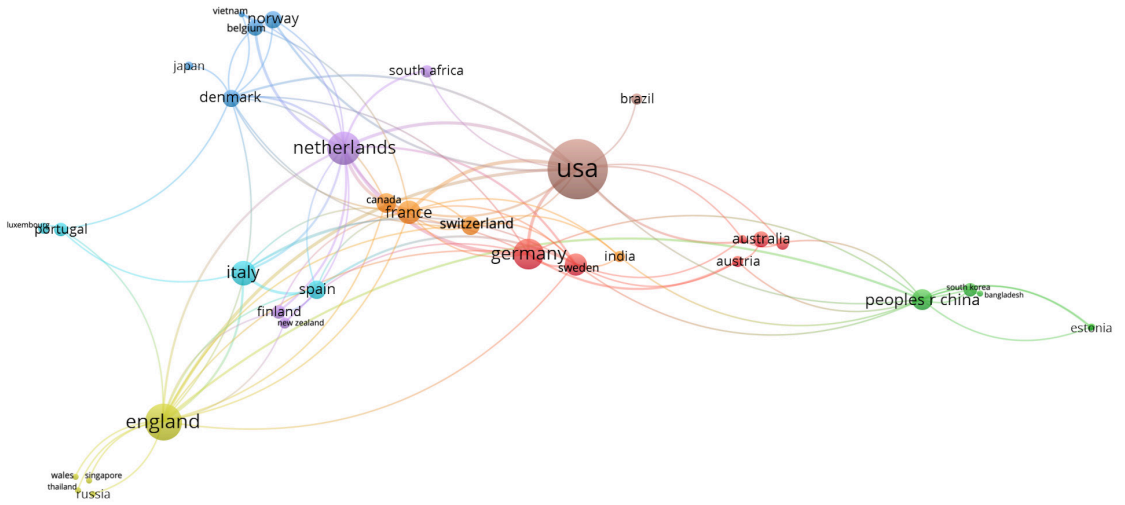 vietnam
norway
belgium
japan
south africa
denmark
brazil
netherlands
usa
canada
france
switzerland
luxembourg
portugal
australia
germany
india
sweden
austria
italy
spain
south korea
bangladesh
peoples r china
finland
new zealand
estonia
england
wales
singapore
thailand
russia